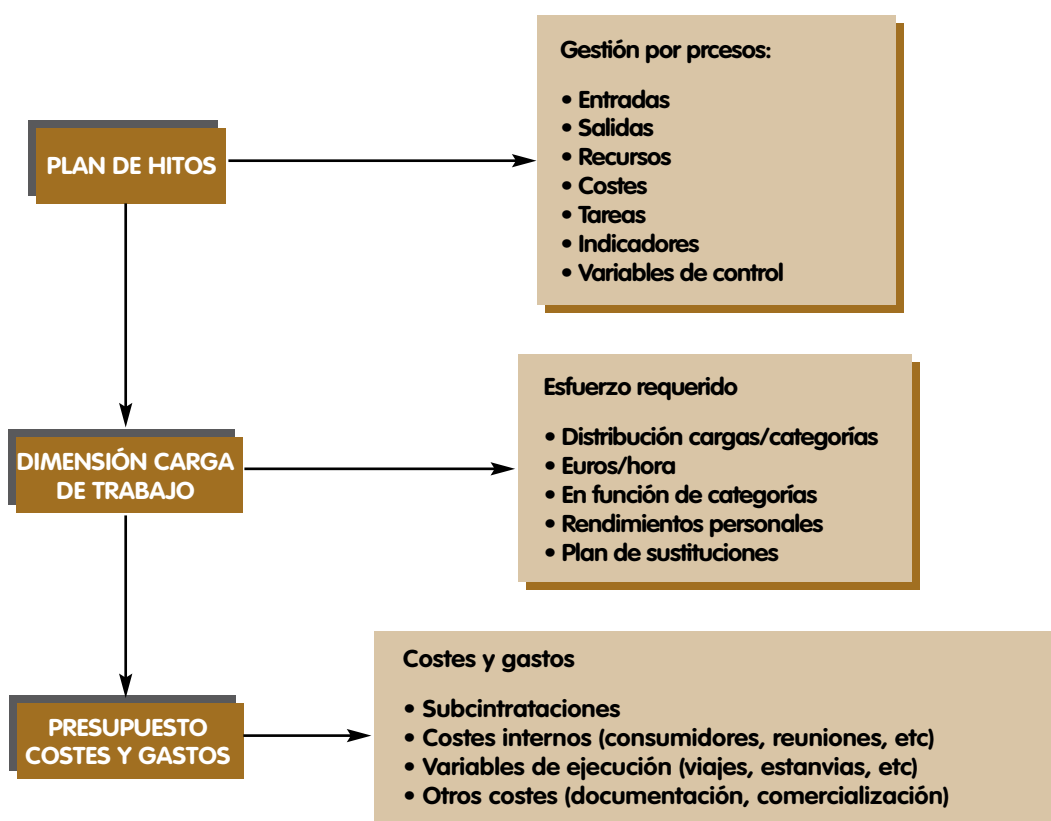 Gestión por prcesos:
• Entradas
• Salidas
• Recursos
• Costes
• Tareas
• Indicadores
• Variables de control
PLAN DE HITOS
Esfuerzo requerido
• Distribución cargas/categorías
• Euros/hora
• En función de categorías
• Rendimientos personales
• Plan de sustituciones
DIMENSIÓN CARGA
DE TRABAJO
Costes y gastos
• Subcintrataciones
• Costes internos (consumidores, reuniones, etc)
• Variables de ejecución (viajes, estanvias, etc)
• Otros costes (documentación, comercialización)
PRESUPUESTO
COSTES Y GASTOS